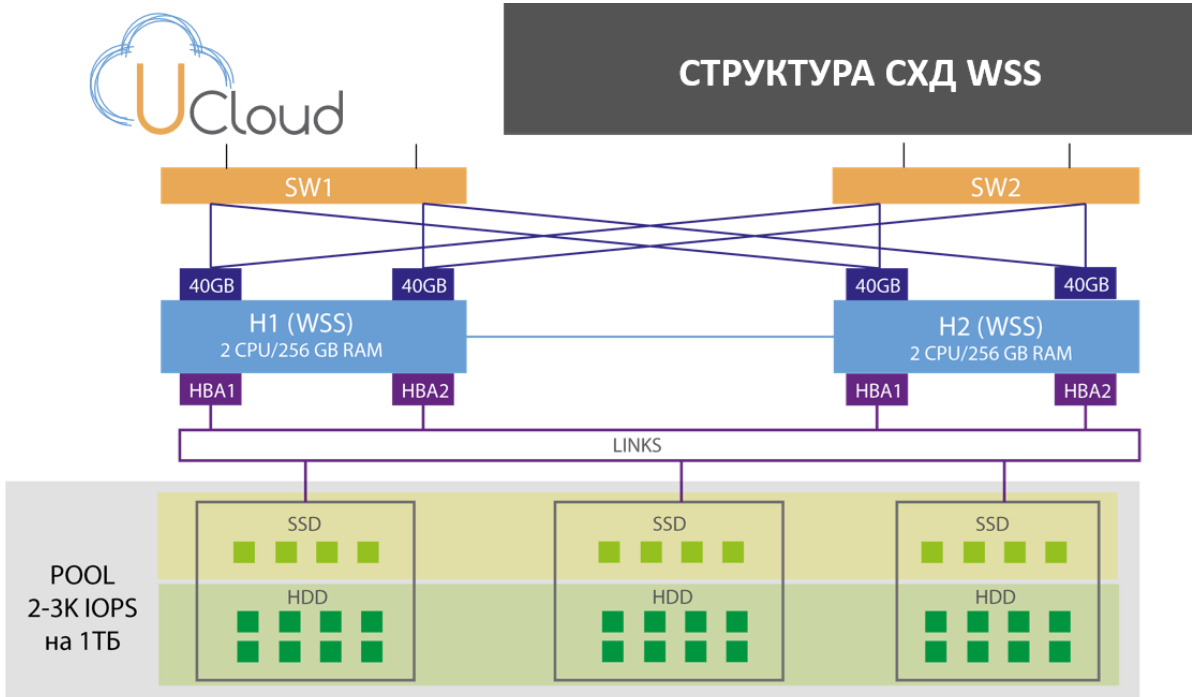 UCloud
СТРУКТУРА СХД WSS
SW1
SW2
40GB
40GB
40GB
40GB
H1 (WSS)
2 CPU/256 GB RAM
H2 (WSS)
2 CPU/256 GB RAM
HBA1
HBA2
HBA1
HBA2
LINKS
POOL
2-3K IOPS
на 1ТБ
SSD
SSD
SSD
HDD
HDD
HDD